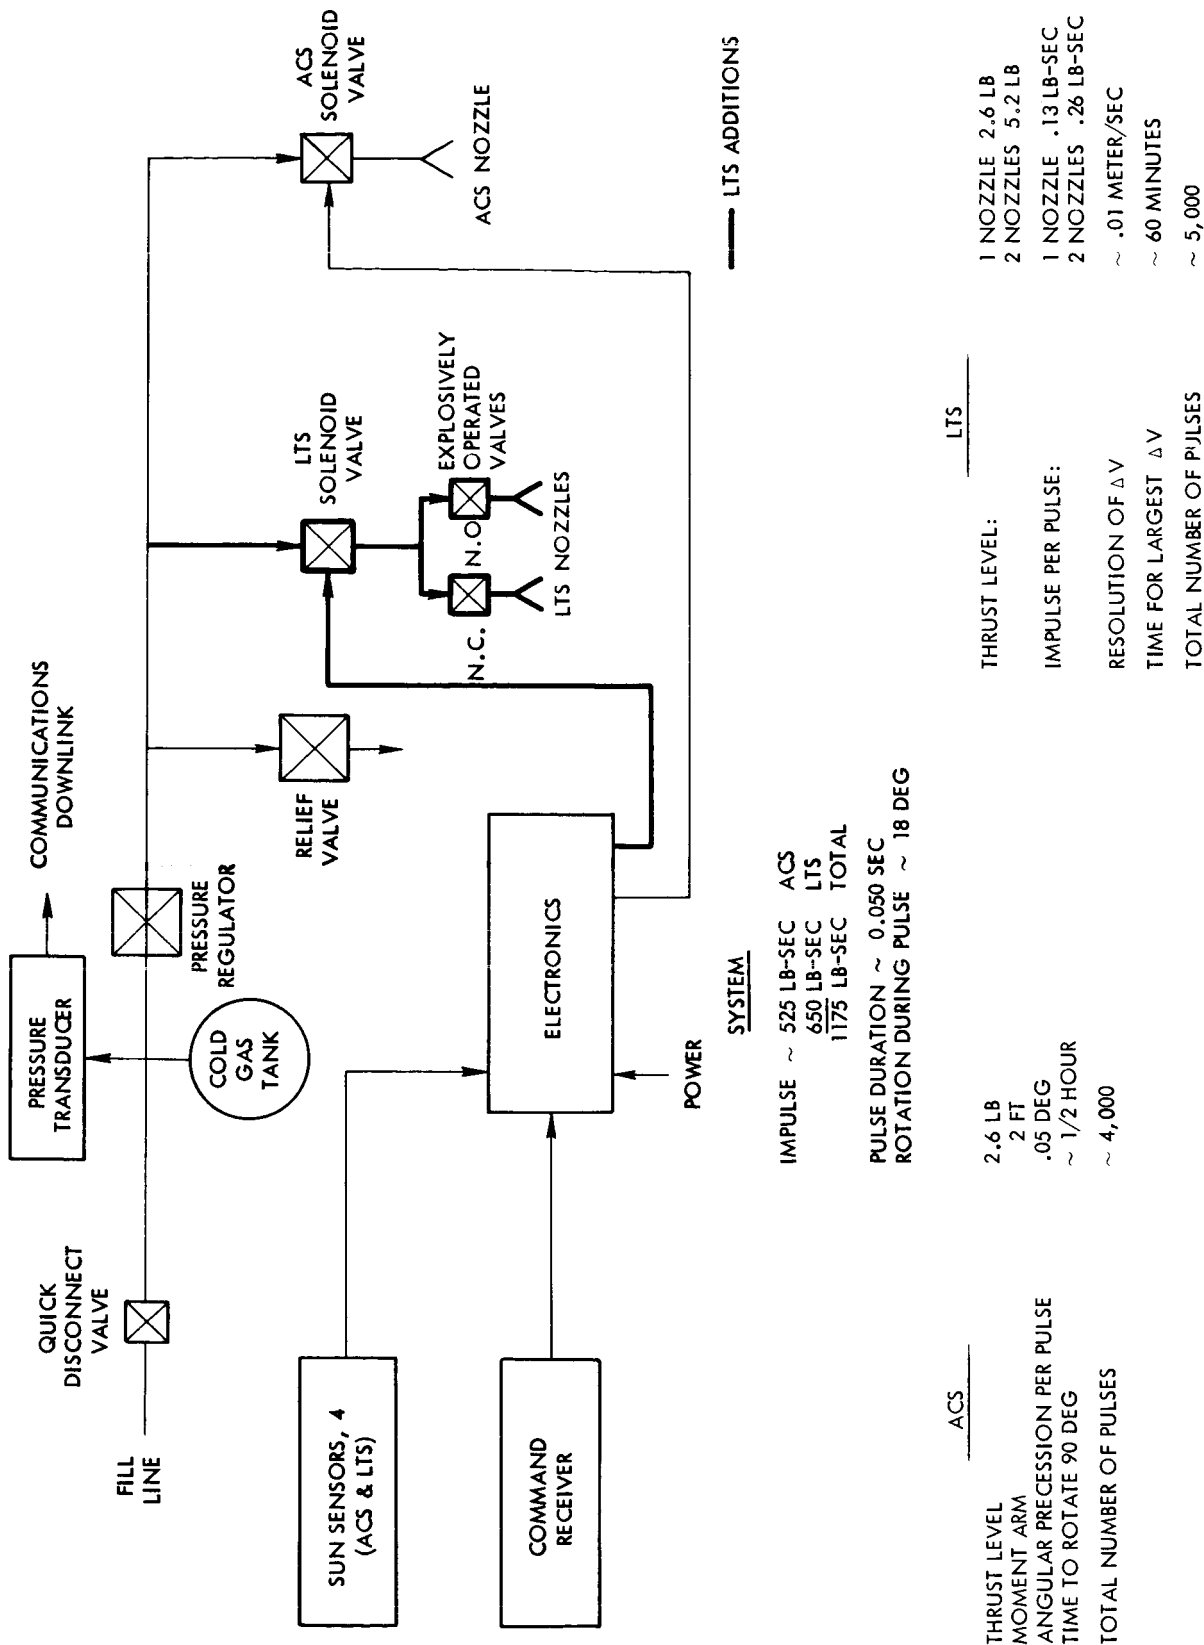 COMMUNICATIONS
DOWNLINK
PRESSURE
TRANSDUCER
QUICK
DISCONNECT
VALVE
FILL
LINE
COLD
GAS
TANK
PRESSURE
REGULATOR
RELIEF
VALVE
LTS
SOLENOID
VALVE
ACS
SOLENOID
VALVE
N.C.
N.O
EXPLOSIVELY
OPERATED
VALVES
LTS NOZZLES
ACS NOZZLE
SUN SENSORS, 4
(ACS & LTS)
COMMAND
RECEIVER
ELECTRONICS
POWER
LTS ADDITIONS
SYSTEM
IMPULSE ~ 525 LB-SEC ACS
650 LB-SEC LTS
1175 LB-SEC TOTAL
PULSE DURATION ~ 0.050 SEC
ROTATION DURING PULSE ~ 18 DEG
ACS
THRUST LEVEL 2.6 LB
MOMENT ARM 2 FT
ANGULAR PRECESSION PER PULSE .05 DEG
TIME TO ROTATE 90 DEG ~ 1/2 HOUR
TOTAL NUMBER OF PULSES ~ 4,000
LTS
THRUST LEVEL: 1 NOZZLE 2.6 LB
2 NOZZLES 5.2 LB
IMPULSE PER PULSE: 1 NOZZLE .13 LB-SEC
2 NOZZLES .26 LB-SEC
RESOLUTION OF ΔV ~ .01 METER/SEC
TIME FOR LARGEST ΔV ~ 60 MINUTES
TOTAL NUMBER OF PULSES ~ 5,000